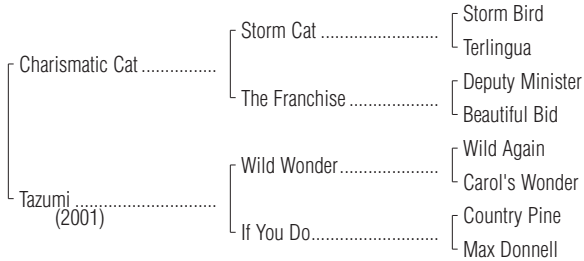 Storm Bird
Storm Cat ......................
Terlingua
Charismatic Cat ..............
Deputy Minister
The Franchise .................
Beautiful Bid
Wild Again
Wild Wonder ..................
Carol's Wonder
Tazumi ..........................
(2001)
Country Pine
If You Do........................
Max Donnell